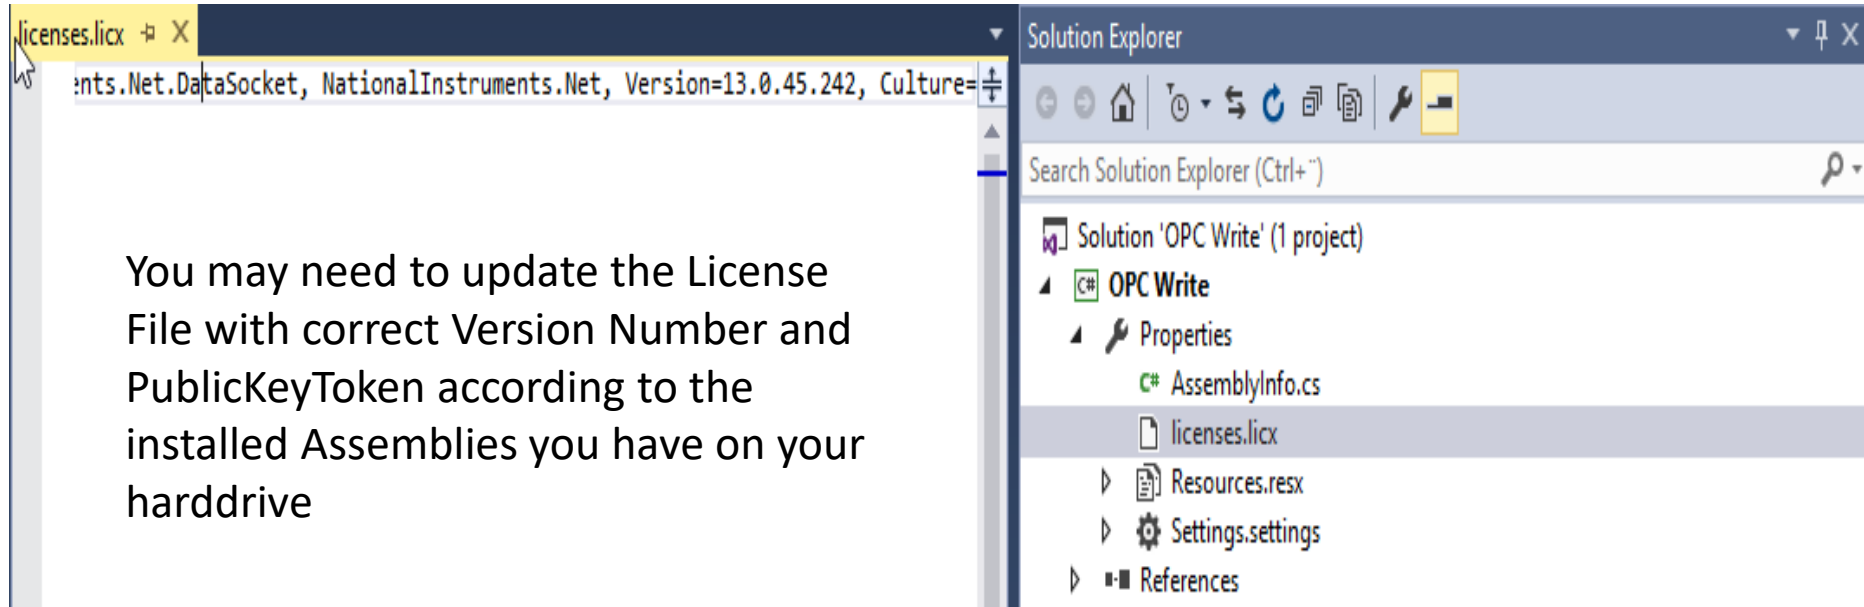 licenses.licx
ents.Net.DataSocket, NationalInstruments.Net, Version=13.0.45.242, Culture=
You may need to update the License
File with correct Version Number and
PublicKeyToken according to the
installed Assemblies you have on your
harddrive
Solution Explorer
Search Solution Explorer (Ctrl+¨)
Solution 'OPC Write' (1 project)
C# OPC Write
Properties
C# AssemblyInfo.cs
licenses.licx
Resources.resx
Settings.settings
References